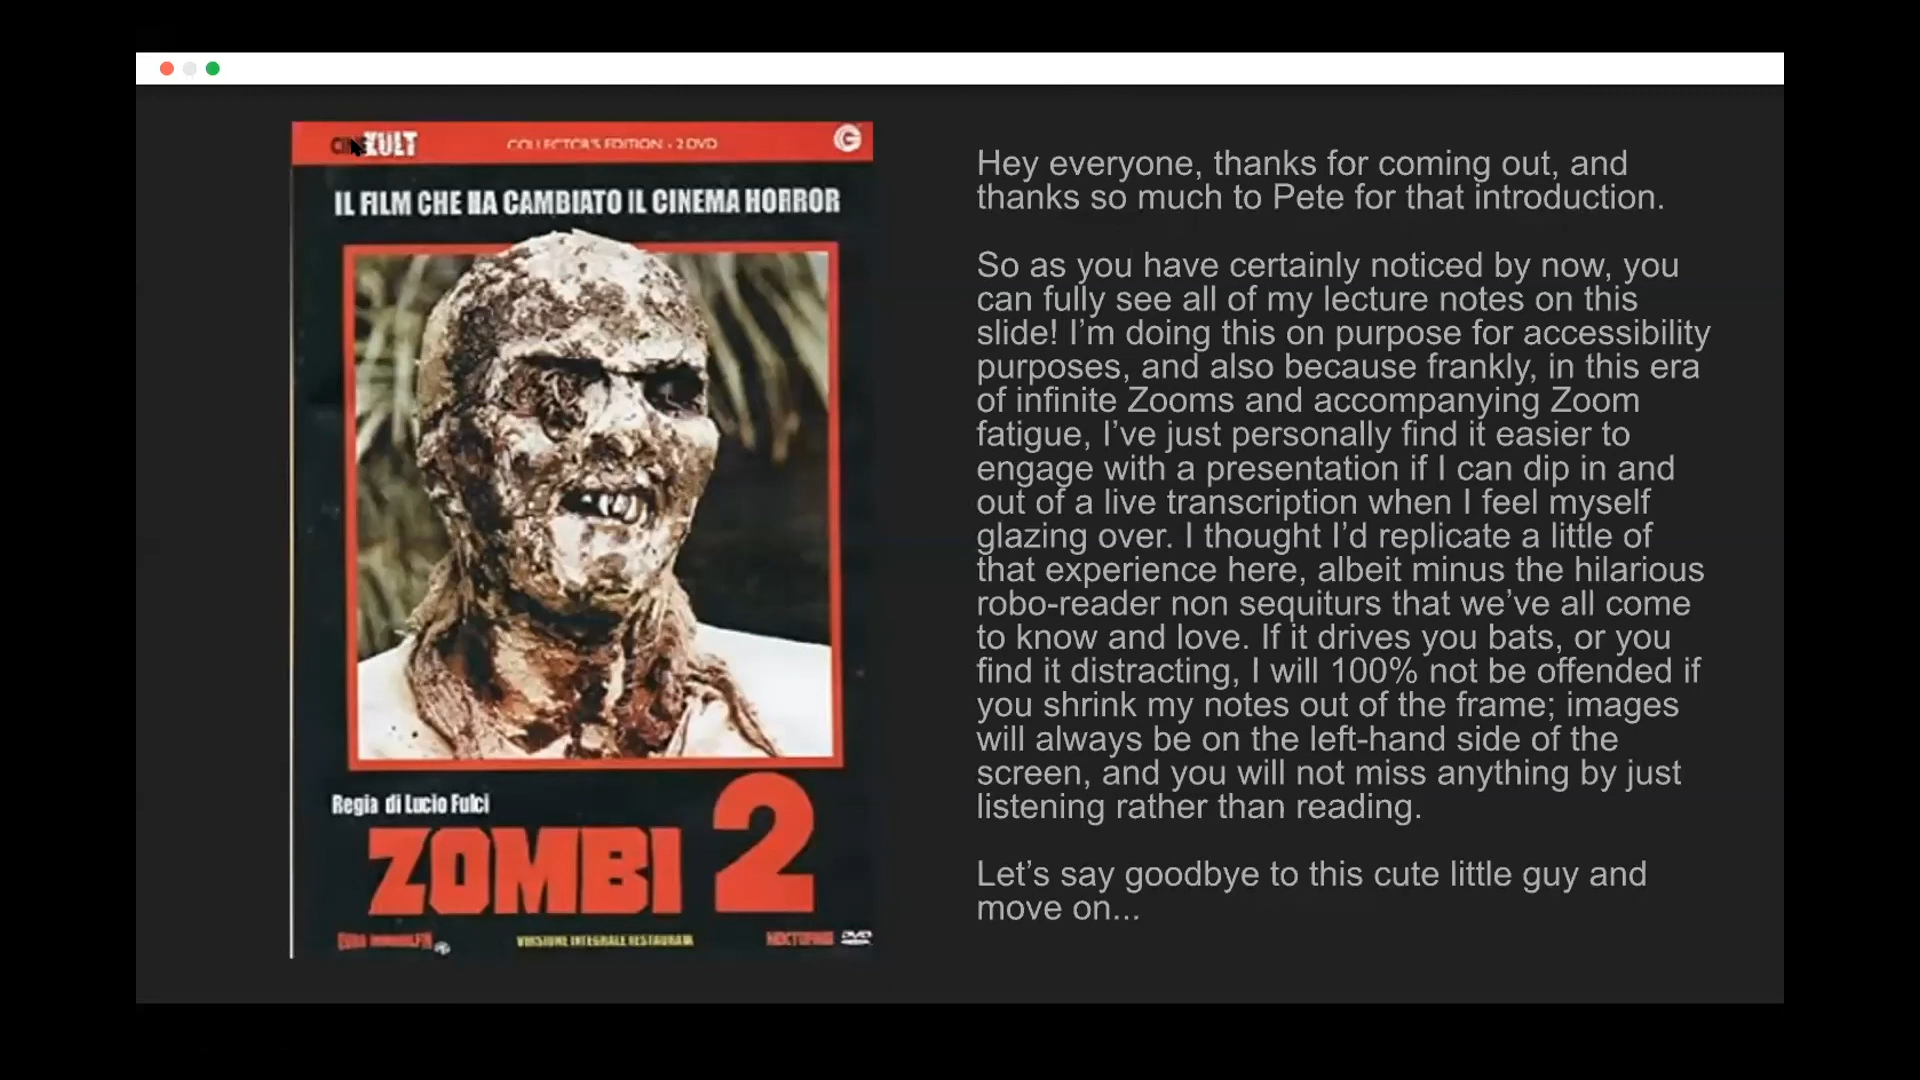 KULT
COLLECTOR'S EDITION - 2 DVD
IL FILM CHE HA CAMBIATO IL CINEMA HORROR
Regia di Lucio Fulci
ZOMBI 2
VERSIONE INTEGRALE RESTAURATA
NOCTURNO
DVD
Hey everyone, thanks for coming out, and
thanks so much to Pete for that introduction.
So as you have certainly noticed by now, you
can fully see all of my lecture notes on this
slide! I’m doing this on purpose for accessibility
purposes, and also because frankly, in this era
of infinite Zooms and accompanying Zoom
fatigue, I’ve just personally find it easier to
engage with a presentation if I can dip in and
out of a live transcription when I feel myself
glazing over. I thought I’d replicate a little of
that experience here, albeit minus the hilarious
robo-reader non sequiturs that we’ve all come
to know and love. If it drives you bats, or you
find it distracting, I will 100% not be offended if
you shrink my notes out of the frame; images
will always be on the left-hand side of the
screen, and you will not miss anything by just
listening rather than reading.
Let’s say goodbye to this cute little guy and
move on...